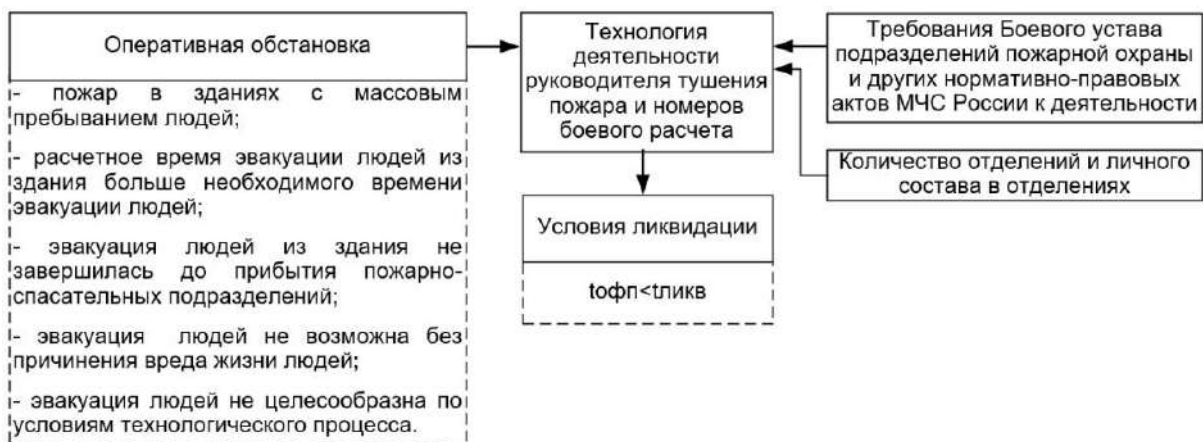 Оперативная обстановка
- пожар в зданиях с массовым
пребыванием людей;
- расчетное время эвакуации людей из
здания больше необходимого времени
эвакуации людей;
- эвакуация людей из здания не
завершилась до прибытия пожарно-
спасательных подразделений;
- эвакуация людей не возможна без
причинения вреда жизни людей;
- эвакуация людей не целесообразна по
условиям технологического процесса.
Технология
деятельности
руководителя тушения
пожара и номеров
боевого расчета
Условия ликвидации
tофп<tликв
Требования Боевого устава
подразделений пожарной охраны
и других нормативно-правовых
актов МЧС России к деятельности
Количество отделений и личного
состава в отделениях